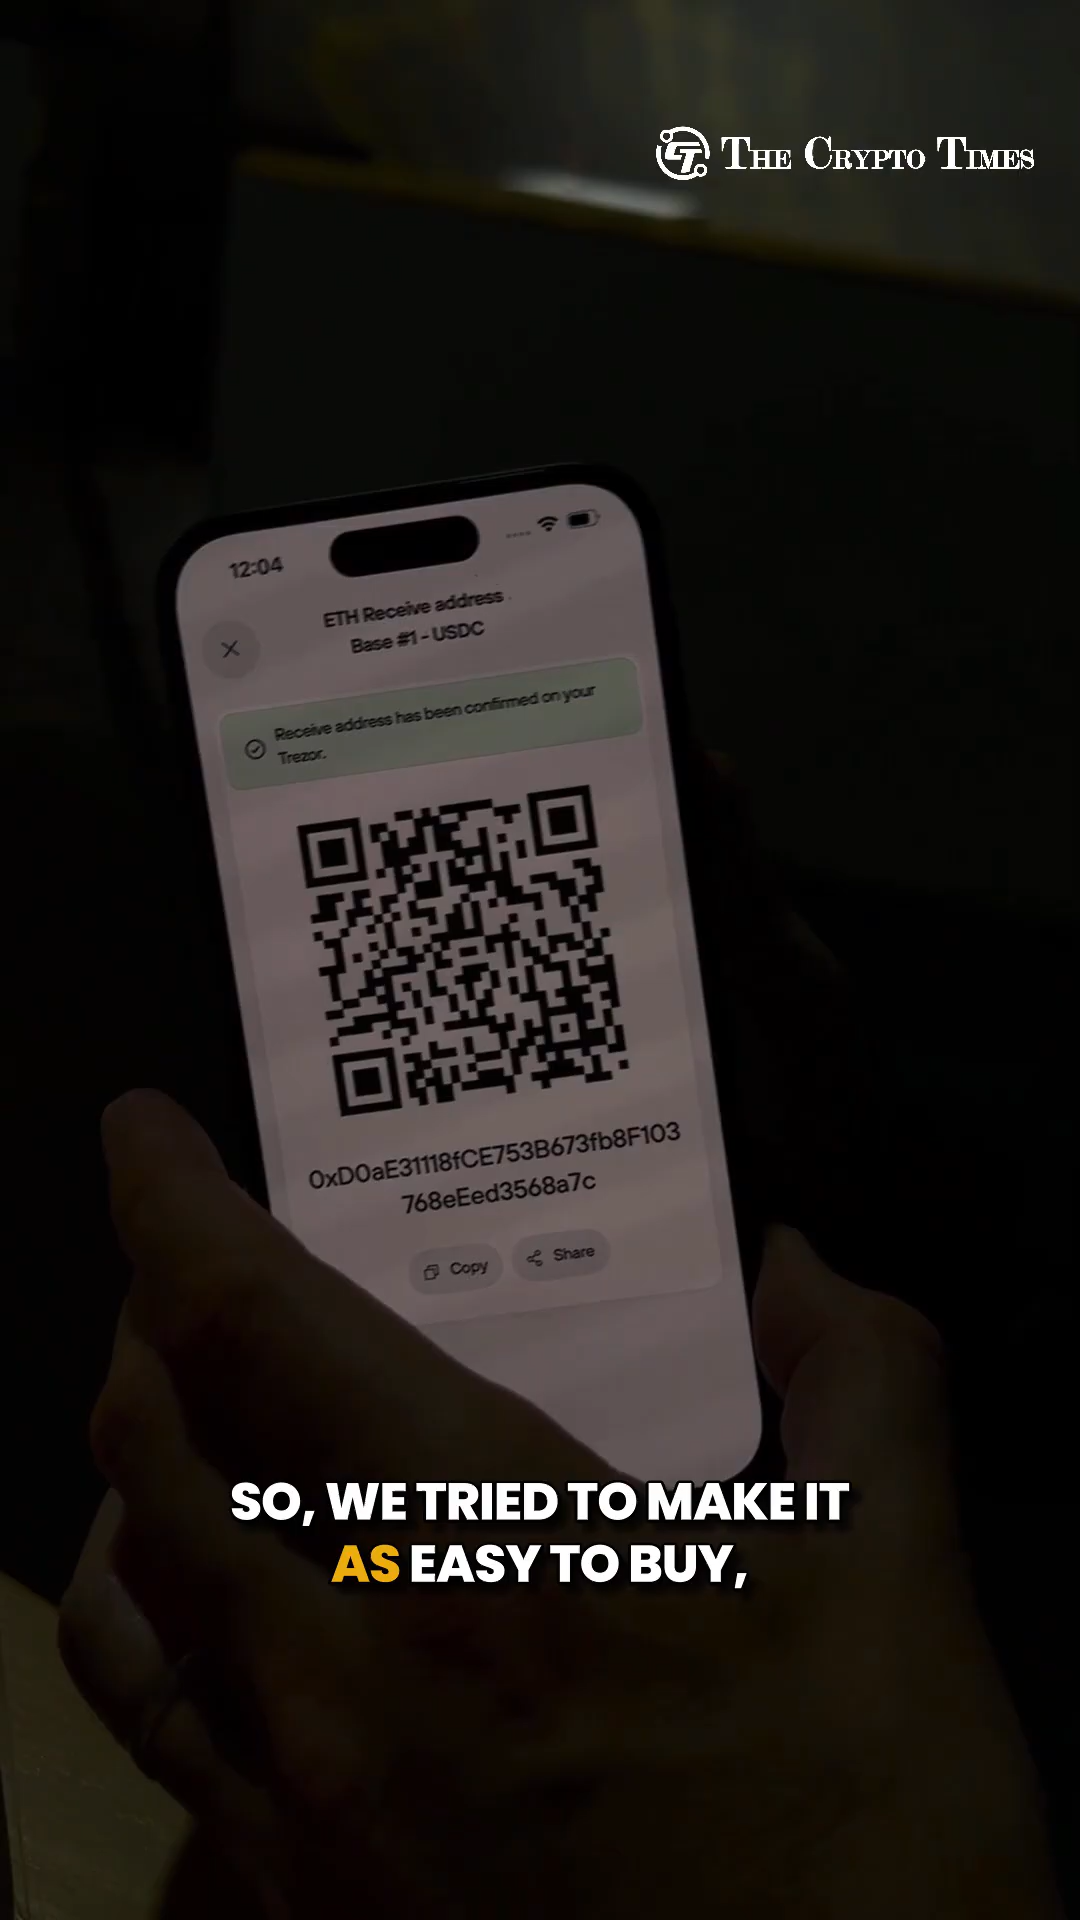 THE CRYPTO TIMES
12:04
ETH Receive address
Base #1 - USDC
Receive address has been confirmed on your
Trezor.
0xD0aE31118fCE753B673fb8F103
768eEed3568a7c
Copy
Share
SO, WE TRIED TO MAKE IT
AS EASY TO BUY,